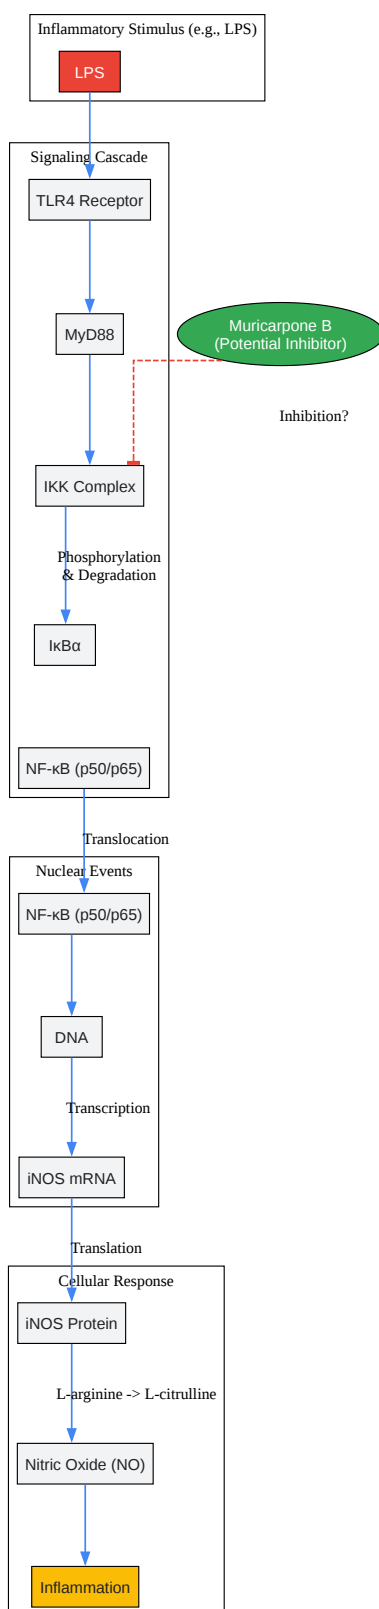 Inflammatory Stimulus (e.g., LPS)
LPS
Signaling Cascade
TLR4 Receptor
MyD88
Muricarpone B
(Potential Inhibitor)
Inhibition?
IKK Complex
Phosphorylation
& Degradation
IκBα
NF-κB (p50/p65)
Translocation
Nuclear Events
NF-κB (p50/p65)
DNA
Transcription
iNOS mRNA
Translation
Cellular Response
iNOS Protein
L-arginine -> L-citrulline
Nitric Oxide (NO)
Inflammation